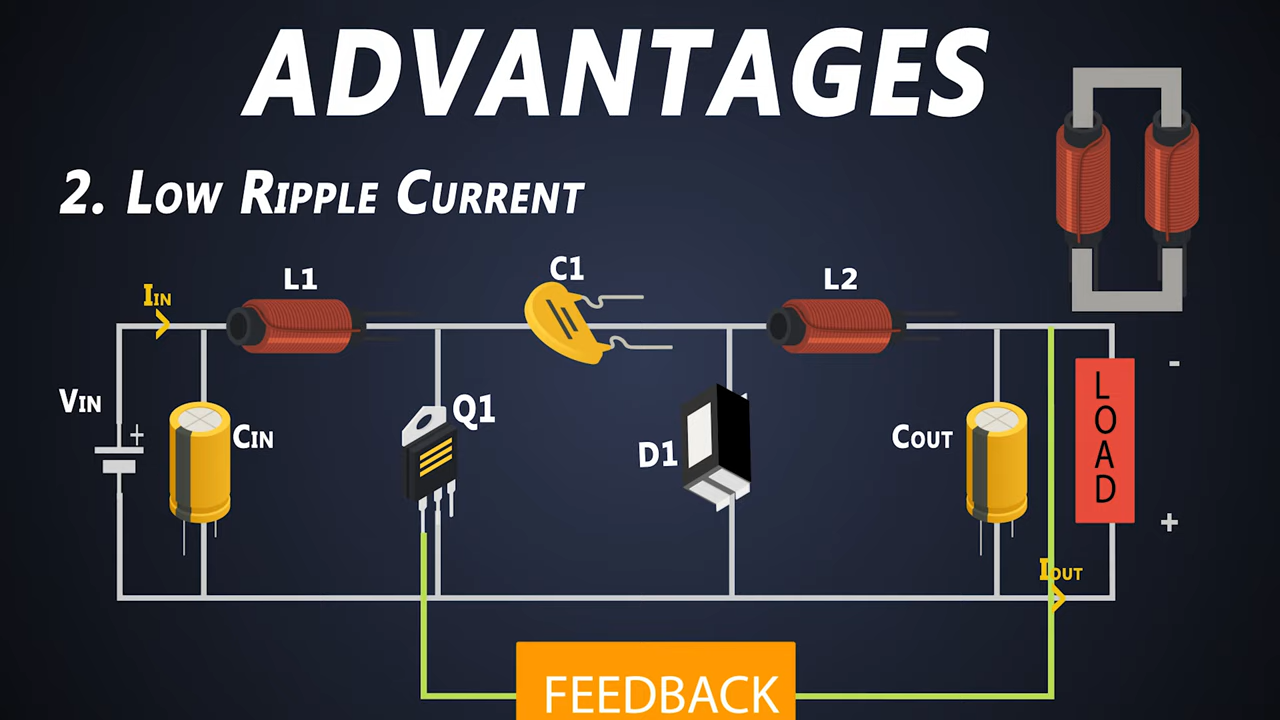 ADVANTAGES
2. LOW RIPPLE CURRENT
IIN
L1
C1
L2
VIN
+
CIN
Q1
D1
COUT
LOAD
-
+
IOUT
FEEDBACK